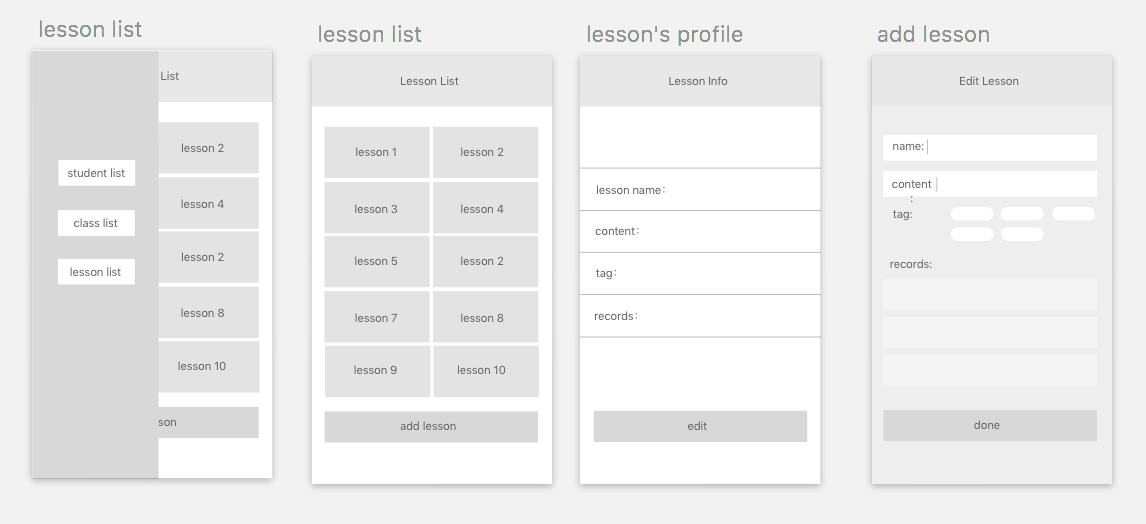 lesson list
List
lesson 2
student list
lesson 4
class list
lesson 2
lesson list
lesson 8
lesson 10
son
lesson list
Lesson List
lesson 1 lesson 2
lesson 3 lesson 4
lesson 5 lesson 2
lesson 7 lesson 8
lesson 9 lesson 10
add lesson
lesson's profile
Lesson Info
lesson name:
content:
tag:
records:
edit
add lesson
Edit Lesson
name:
content
:
tag:
records:
done